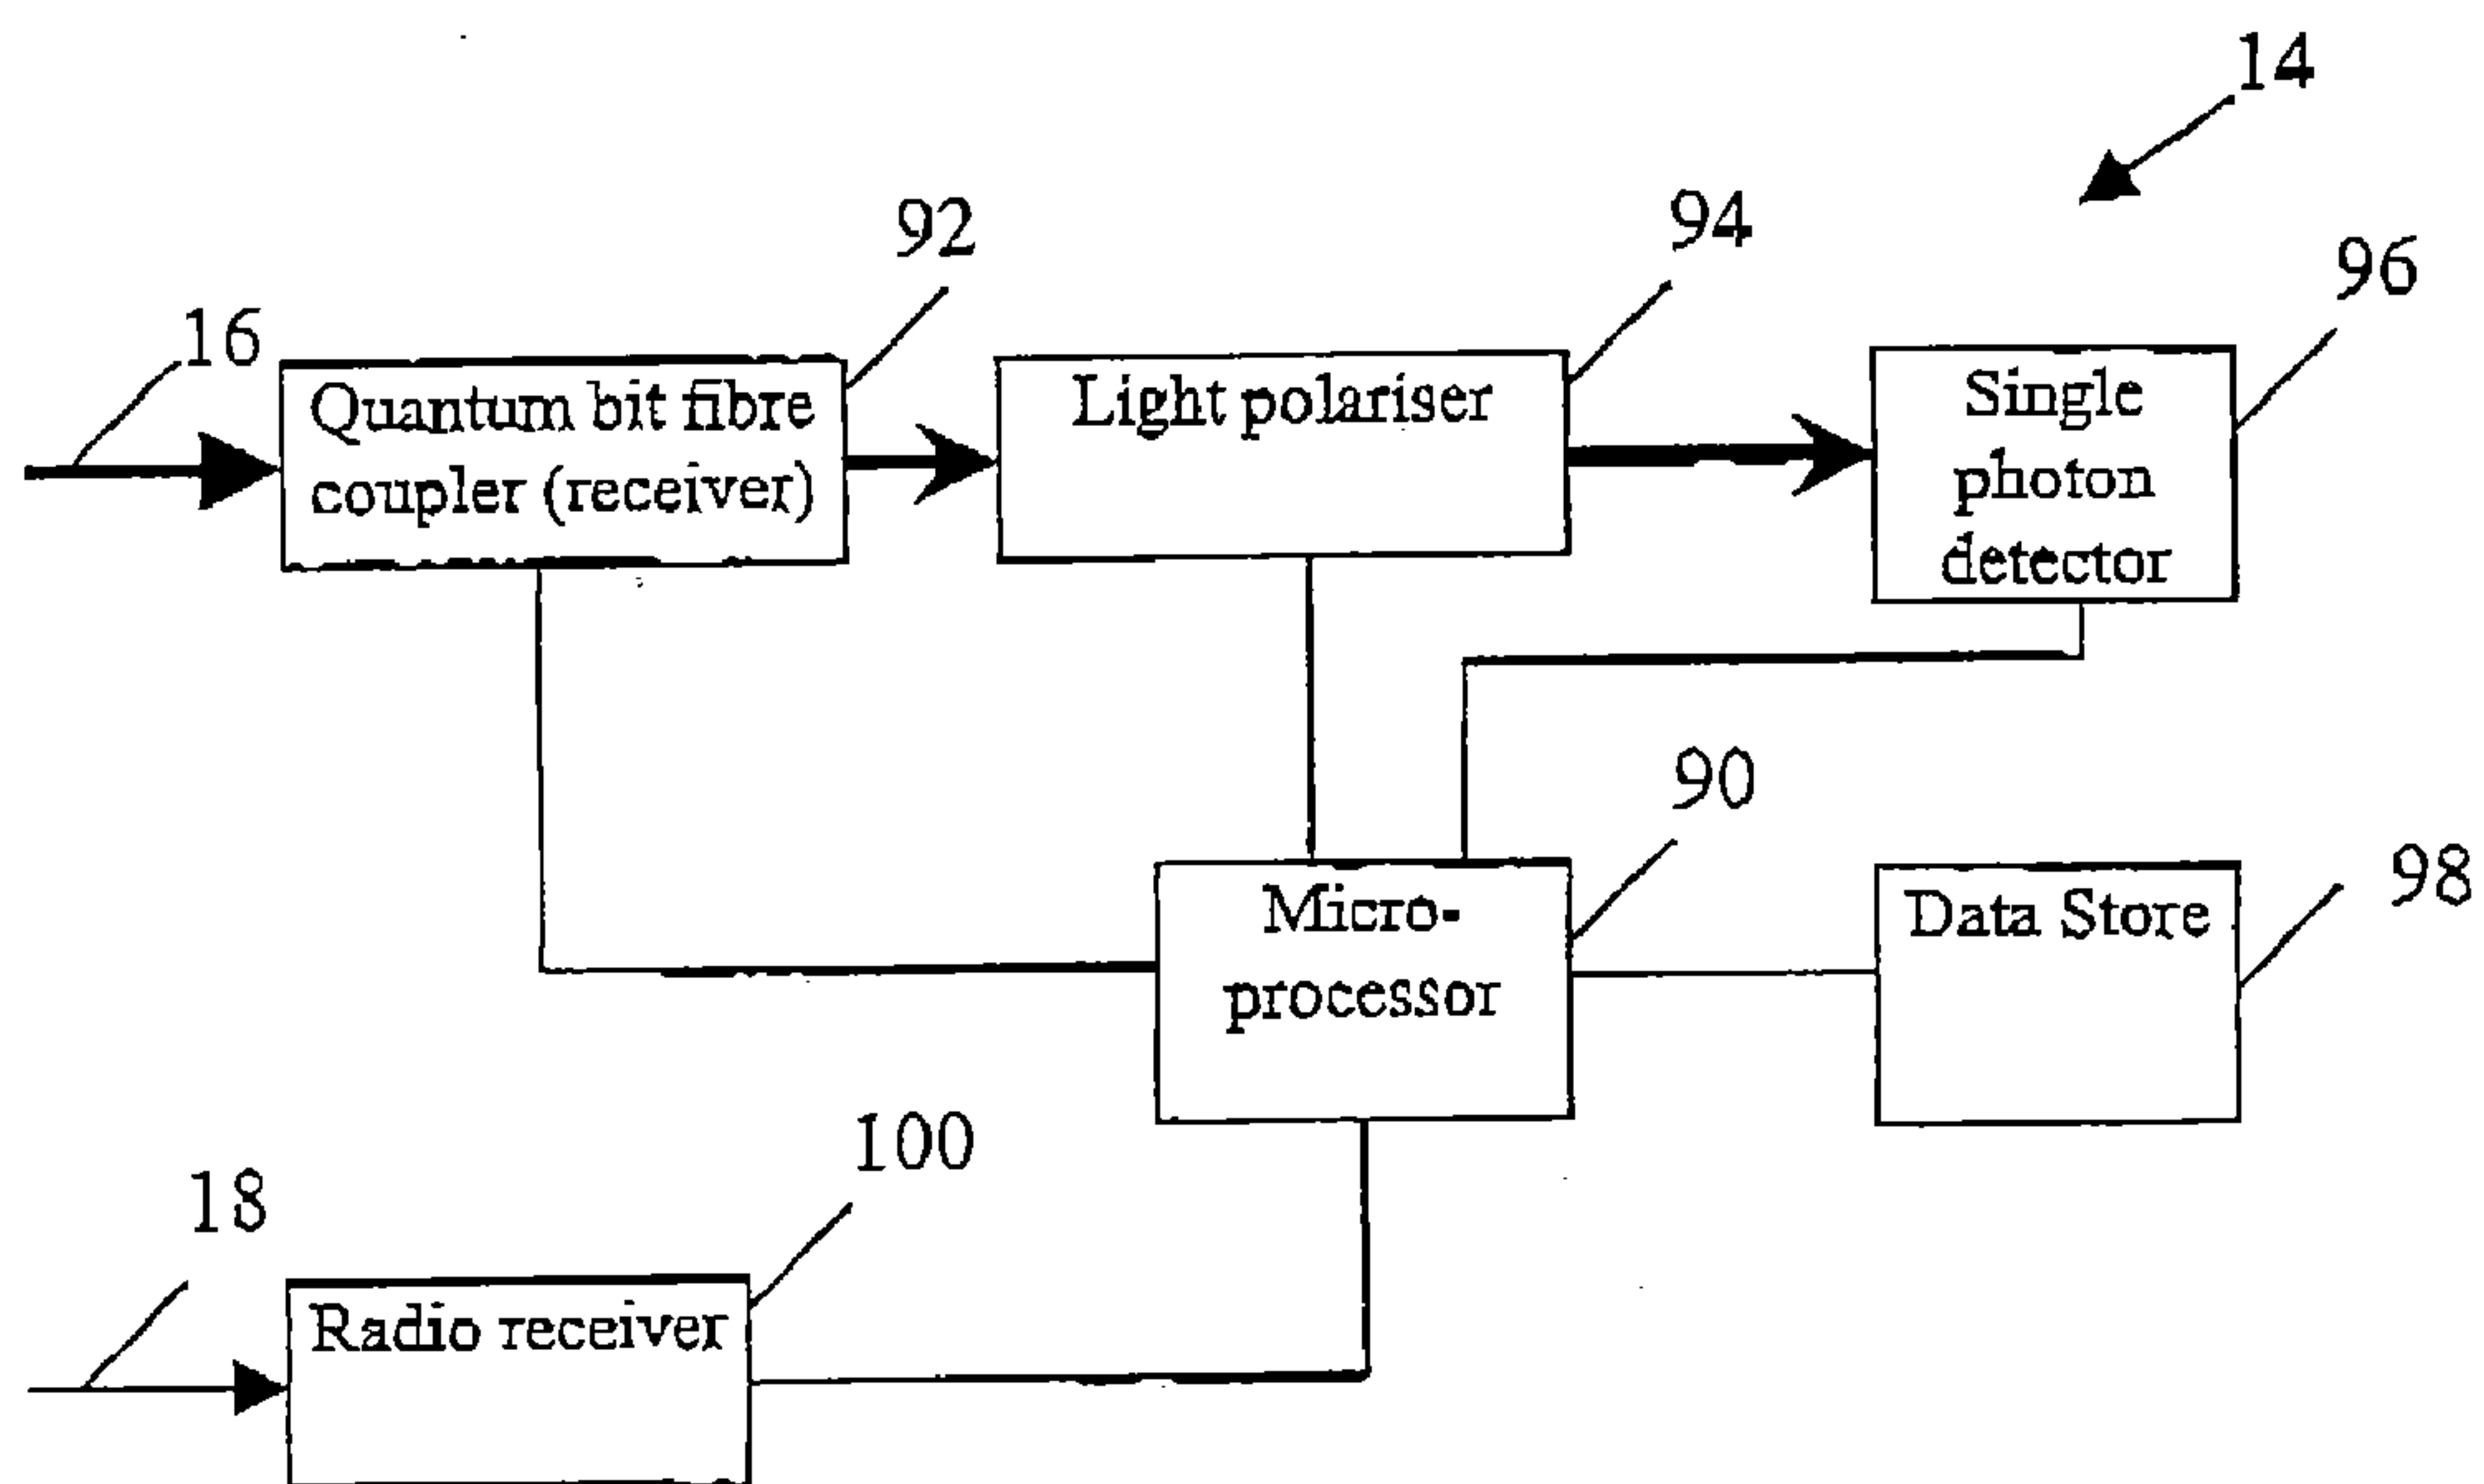 14
92
94
96
16
Quantum bit fibre
coupler (receiver)
Light polariser
Single
photon
detector
90
98
Micro-
processor
Data Store
100
18
Radio receiver